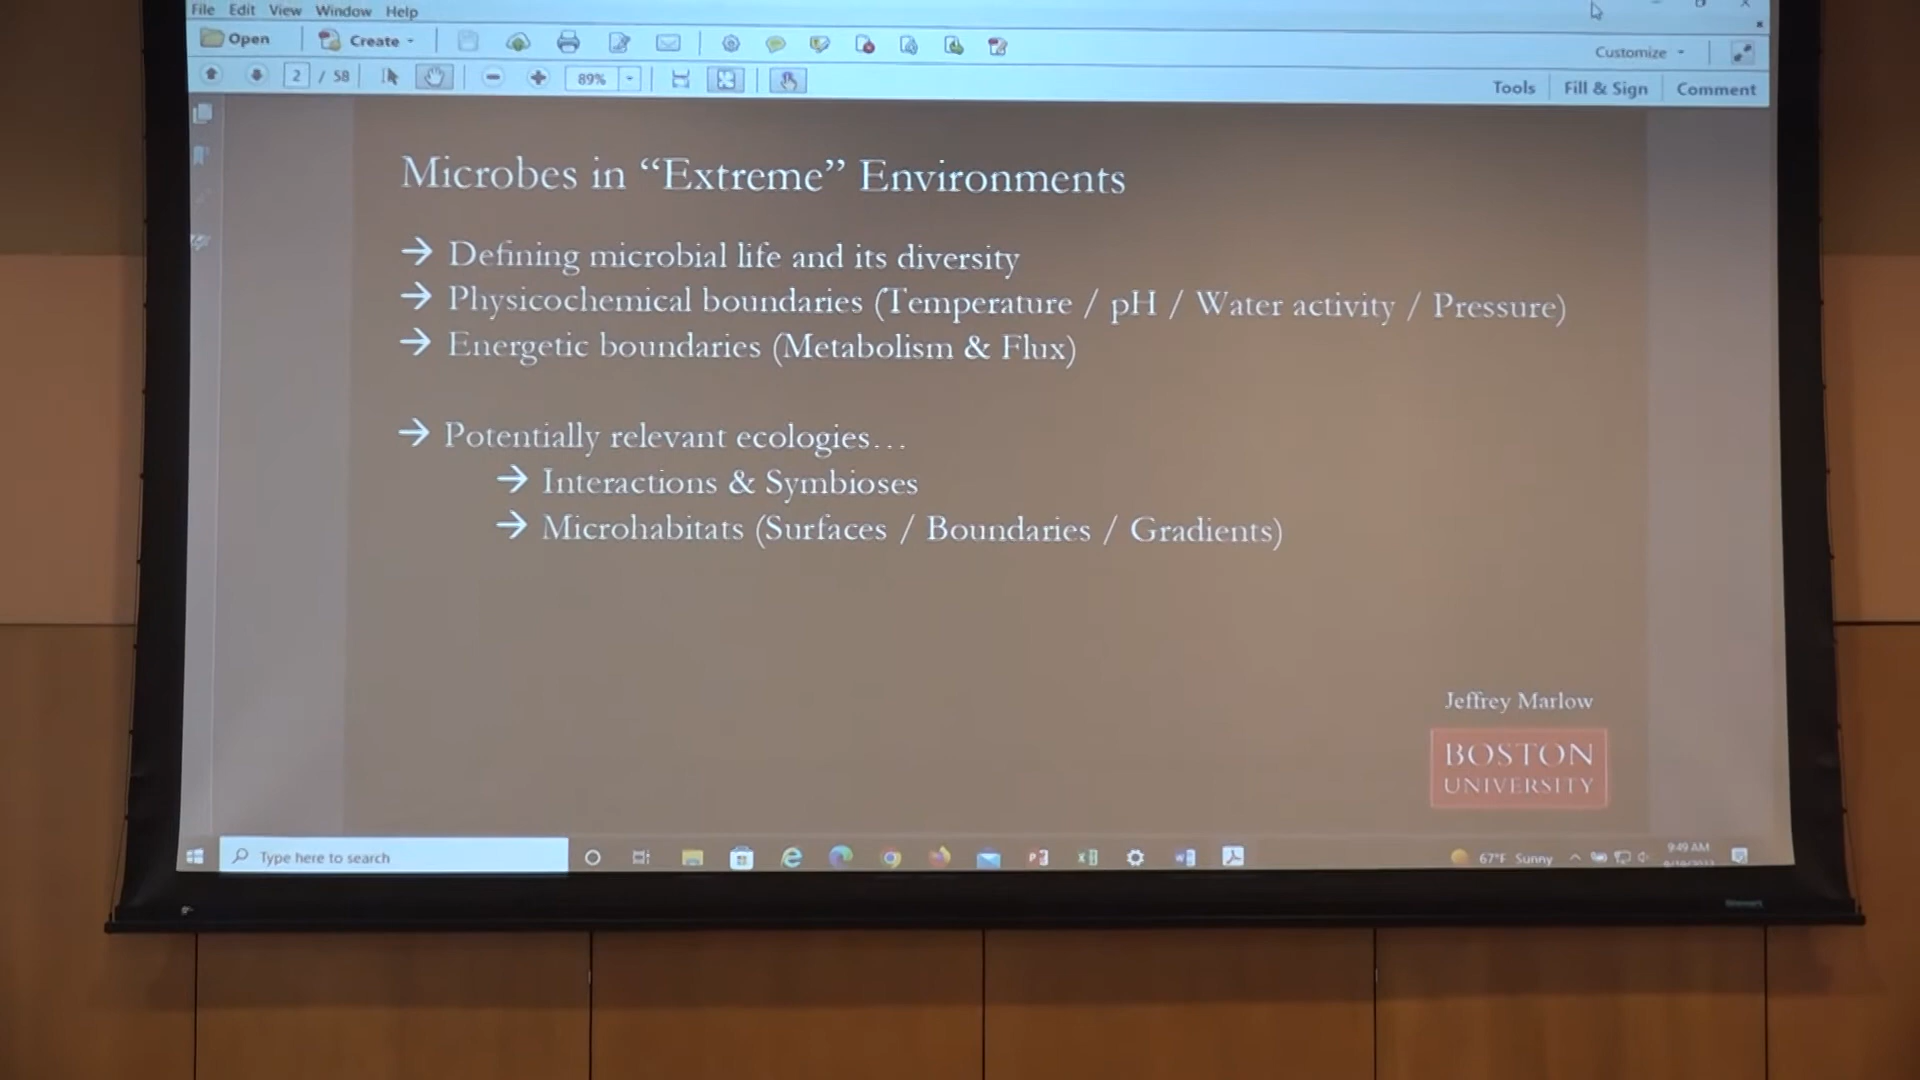 File Edit View Window Help
Open Create Customize
2 / 58 89% Tools Fill & Sign Comment
Microbes in “Extreme” Environments
→ Defining microbial life and its diversity
→ Physicochemical boundaries (Temperature / pH / Water activity / Pressure)
→ Energetic boundaries (Metabolism & Flux)
→ Potentially relevant ecologies…
→ Interactions & Symbioses
→ Microhabitats (Surfaces / Boundaries / Gradients)
Jeffrey Marlow
BOSTON
UNIVERSITY
Type here to search 67°F Sunny 9:49 AM